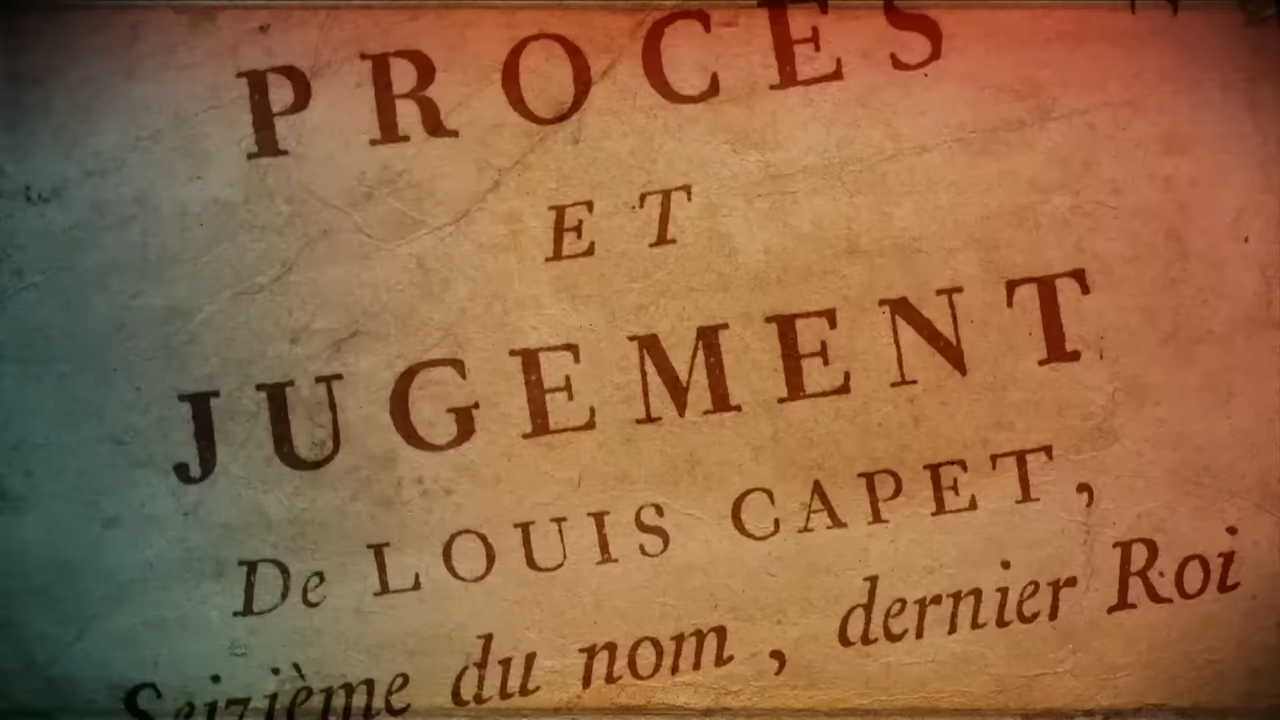 PROCES
ET
JUGEMENT
De LOUIS CAPET,
Seizième du nom, dernier Roi